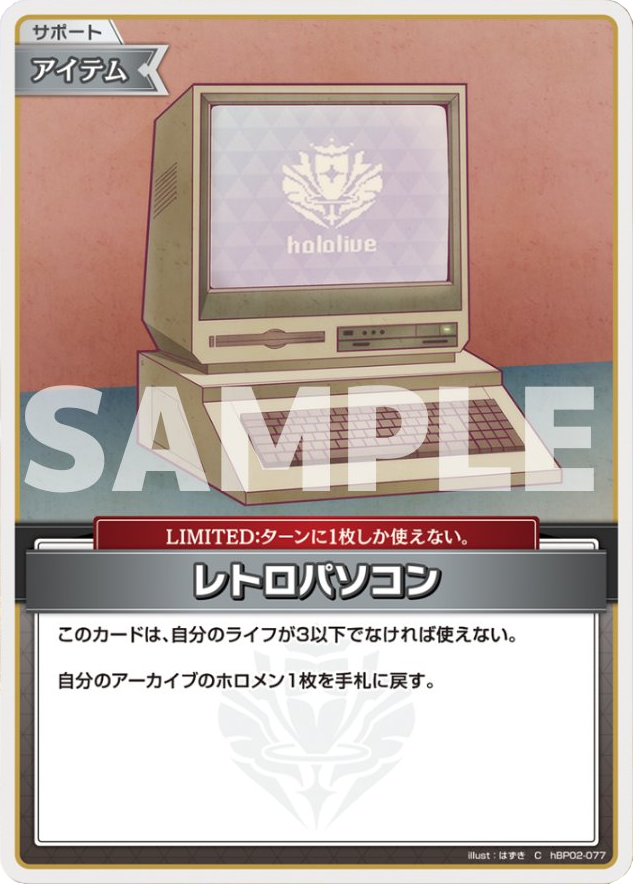 サポート
アイテム
hololive
SAMPLE
LIMITED:ターンに1枚しか使えない。
レトロパソコン
このカードは、自分のライフが3以下でなければ使えない。
自分のアーカイブのホロメン1枚を手札に戻す。
illust:はずき C hBP02-077